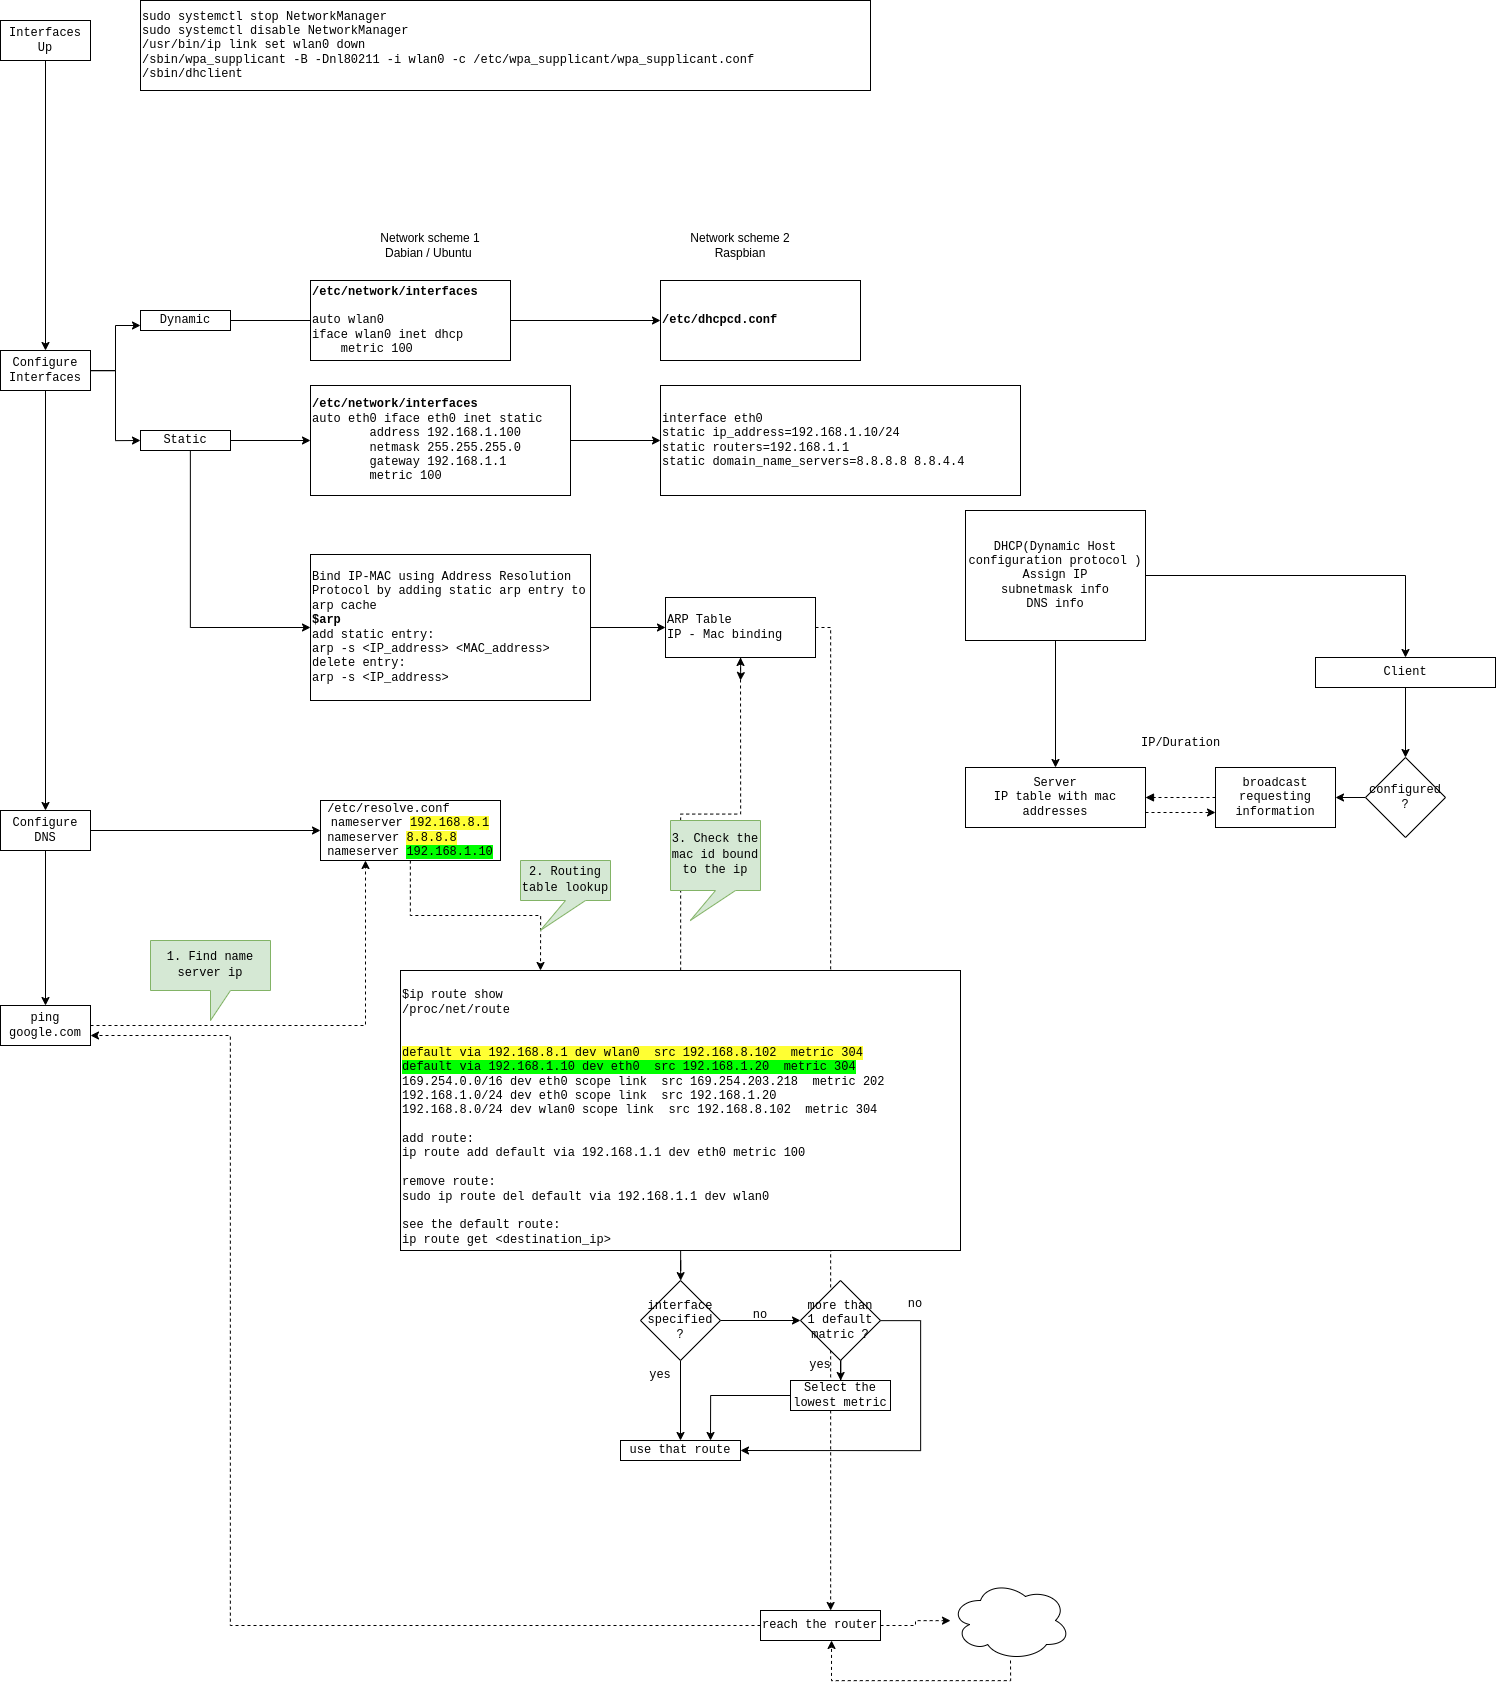 Interfaces
Up
sudo systemctl stop NetworkManager
sudo systemctl disable NetworkManager
/usr/bin/ip link set wlan0 down
/sbin/wpa_supplicant -B -Dnl80211 -i wlan0 -c /etc/wpa_supplicant/wpa_supplicant.conf
/sbin/dhclient
Network scheme 1
Dabian / Ubuntu
Network scheme 2
Raspbian
Configure
Interfaces
Dynamic
/etc/network/interfaces
auto wlan0
iface wlan0 inet dhcp
    metric 100
/etc/dhcpcd.conf
Static
/etc/network/interfaces
auto eth0 iface eth0 inet static
        address 192.168.1.100
        netmask 255.255.255.0
        gateway 192.168.1.1
        metric 100
interface eth0
static ip_address=192.168.1.10/24
static routers=192.168.1.1
static domain_name_servers=8.8.8.8 8.8.4.4
Bind IP-MAC using Address Resolution
Protocol by adding static arp entry to
arp cache
$arp
add static entry:
arp -s <IP_address> <MAC_address>
delete entry:
arp -s <IP_address>
ARP Table
IP - Mac binding
DHCP(Dynamic Host
configuration protocol )
Assign IP
subnetmask info
DNS info
Client
IP/Duration
Server
IP table with mac
addresses
broadcast
requesting
information
configured
?
Configure
DNS
/etc/resolve.conf
nameserver 192.168.8.1
nameserver 8.8.8.8
nameserver 192.168.1.10
2. Routing
table lookup
3. Check the
mac id bound
to the ip
1. Find name
server ip
ping
google.com
$ip route show
/proc/net/route
default via 192.168.8.1 dev wlan0  src 192.168.8.102  metric 304
default via 192.168.1.10 dev eth0  src 192.168.1.20  metric 304
169.254.0.0/16 dev eth0 scope link  src 169.254.203.218  metric 202
192.168.1.0/24 dev eth0 scope link  src 192.168.1.20
192.168.8.0/24 dev wlan0 scope link  src 192.168.8.102  metric 304
add route:
ip route add default via 192.168.1.1 dev eth0 metric 100
remove route:
sudo ip route del default via 192.168.1.1 dev wlan0
see the default route:
ip route get <destination_ip>
interface
specified
?
no
more than
1 default
matric ?
no
yes
yes
Select the
lowest metric
use that route
reach the router